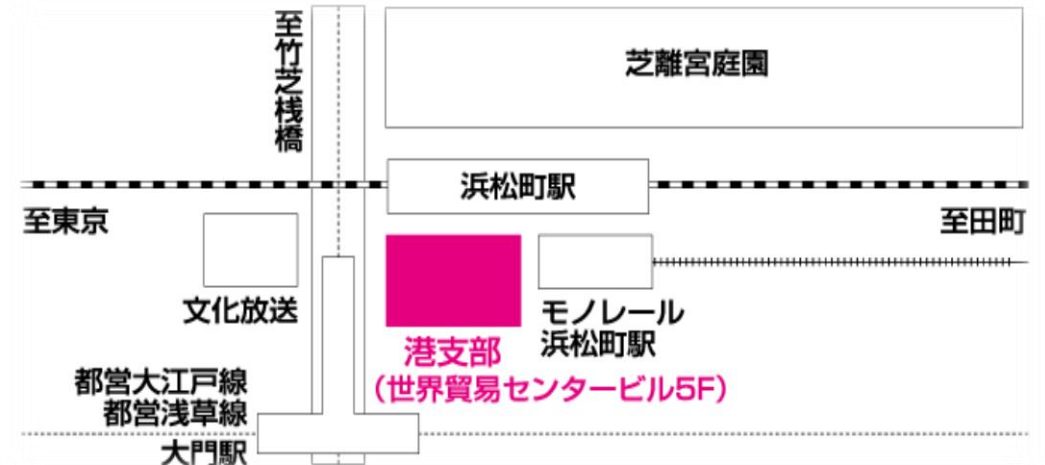 至竹芝桟橋
芝離宮庭園
浜松町駅
至東京
至田町
文化放送
モノレール
浜松町駅
港支部
(世界貿易センタービル5F)
都営大江戸線
都営浅草線
大門駅